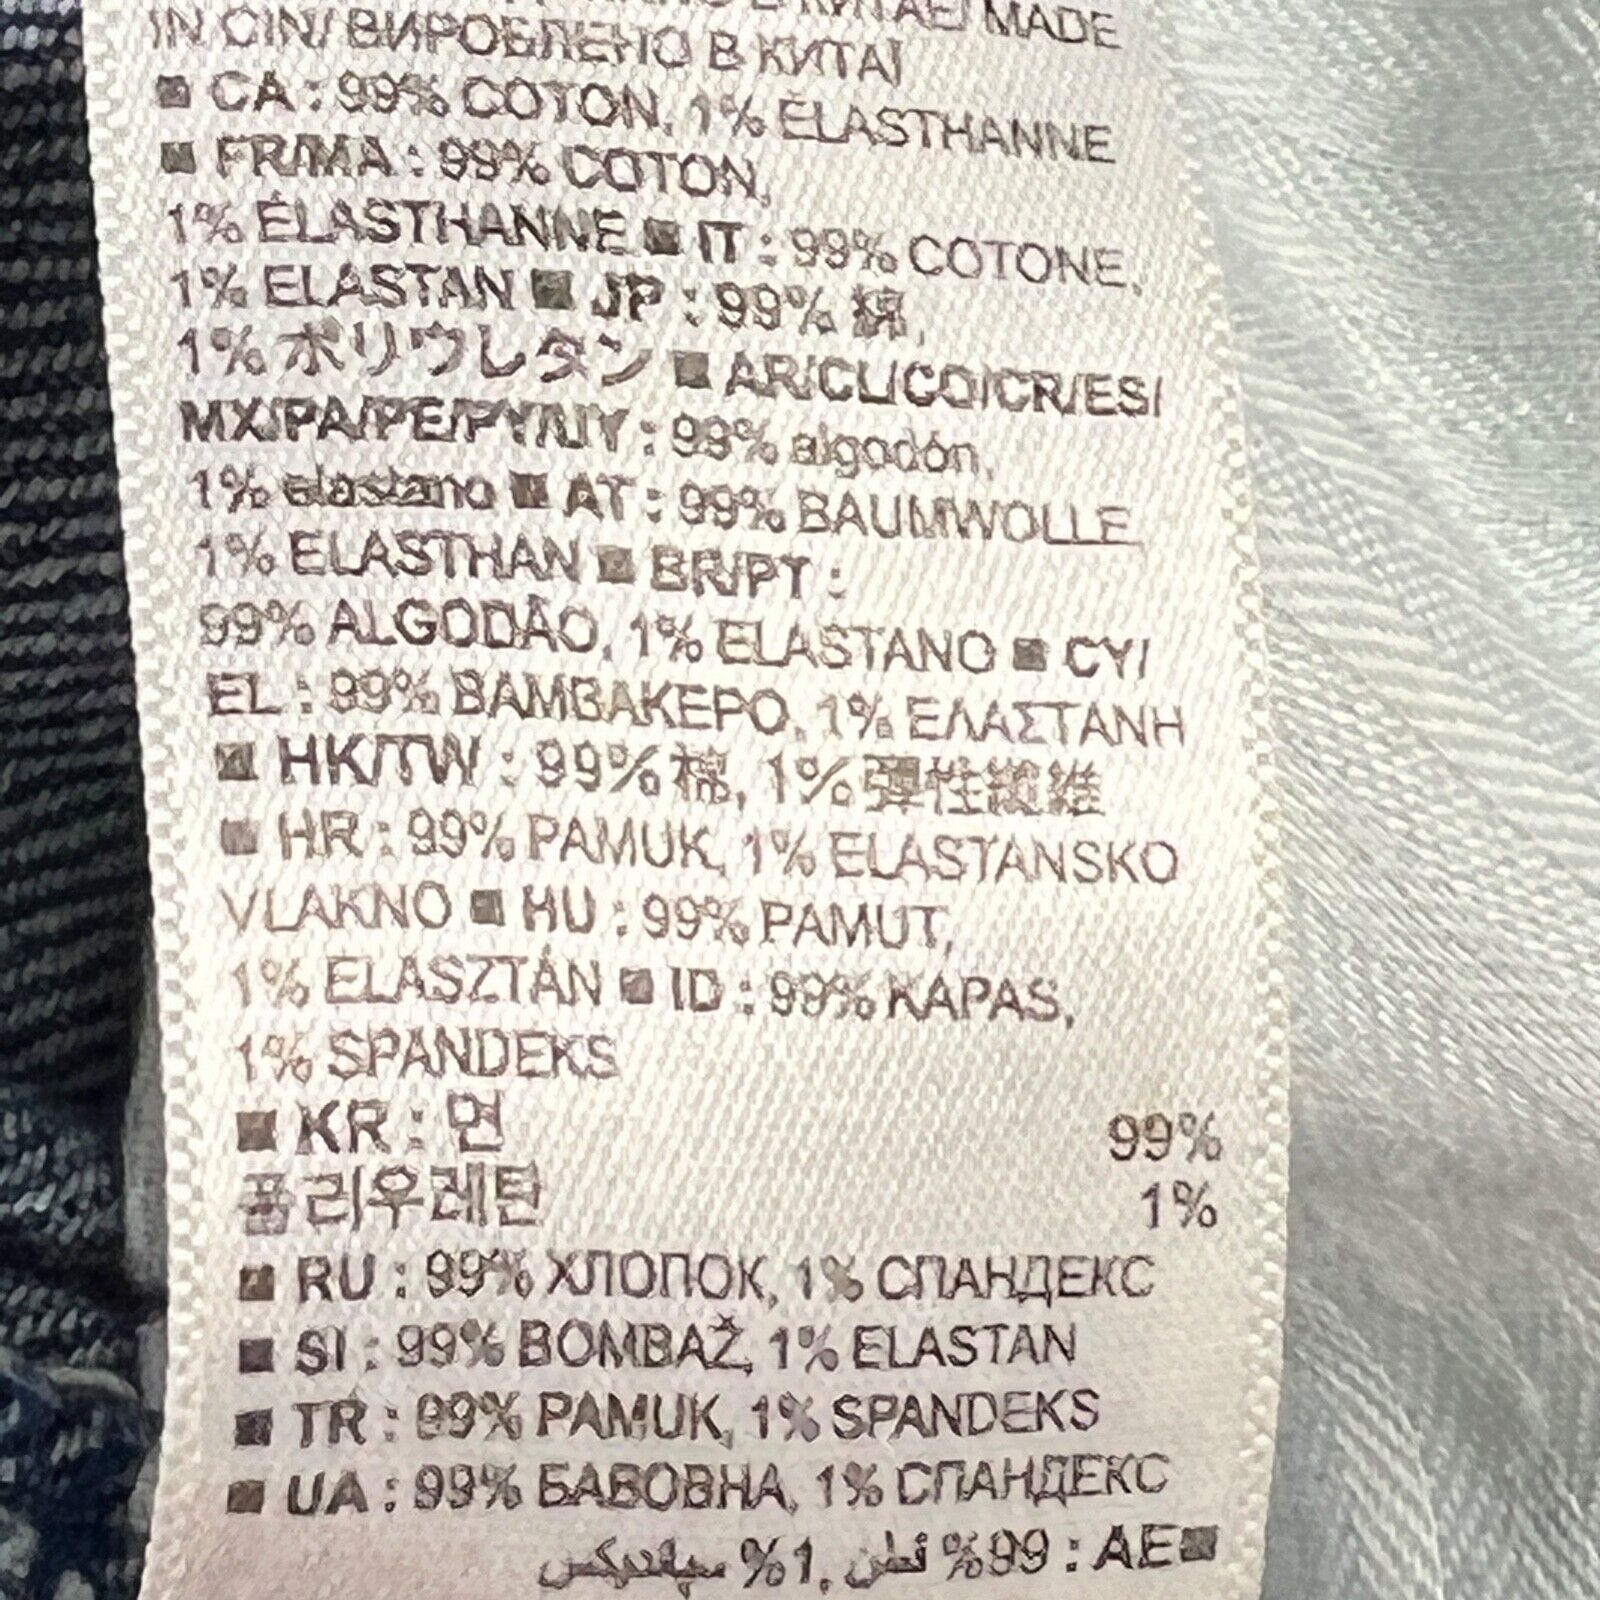 КИТАЕ/ MADE
IN CIN/ ВИРОБЛЕНО В КИТАІ
■ CA : 99% COTON, 1% ÉLASTHANNE
■ FR/MA : 99% COTON,
1% ÉLASTHANNE ■ IT : 99% COTONE,
1% ELASTAN ■ JP : 99% 綿,
1% ポリウレタン ■ AR/CL/CO/CR/ES/
MX/PA/PE/PY/UY : 99% algodón,
1% elastano ■ AT : 99% BAUMWOLLE,
1% ELASTHAN ■ BR/PT :
99% ALGODÃO, 1% ELASTANO ■ CY/
EL : 99% ΒΑΜΒΑΚΕΡΟ, 1% ΕΛΑΣΤΑΝΗ
■ HK/TW : 99%棉, 1%彈性纖維
■ HR : 99% PAMUK, 1% ELASTANSKO
VLAKNO ■ HU : 99% PAMUT,
1% ELASZTÁN ■ ID : 99% KAPAS,
1% SPANDEKS
■ KR : 면 99%
폴리우레탄 1%
■ RU : 99% ХЛОПОК, 1% СПАНДЕКС
■ SI : 99% BOMBAŽ, 1% ELASTAN
■ TR : 99% PAMUK, 1% SPANDEKS
■ UA : 99% БАВОВНА, 1% СПАНДЕКС
■AE : 99% قطن, 1% سباندكس